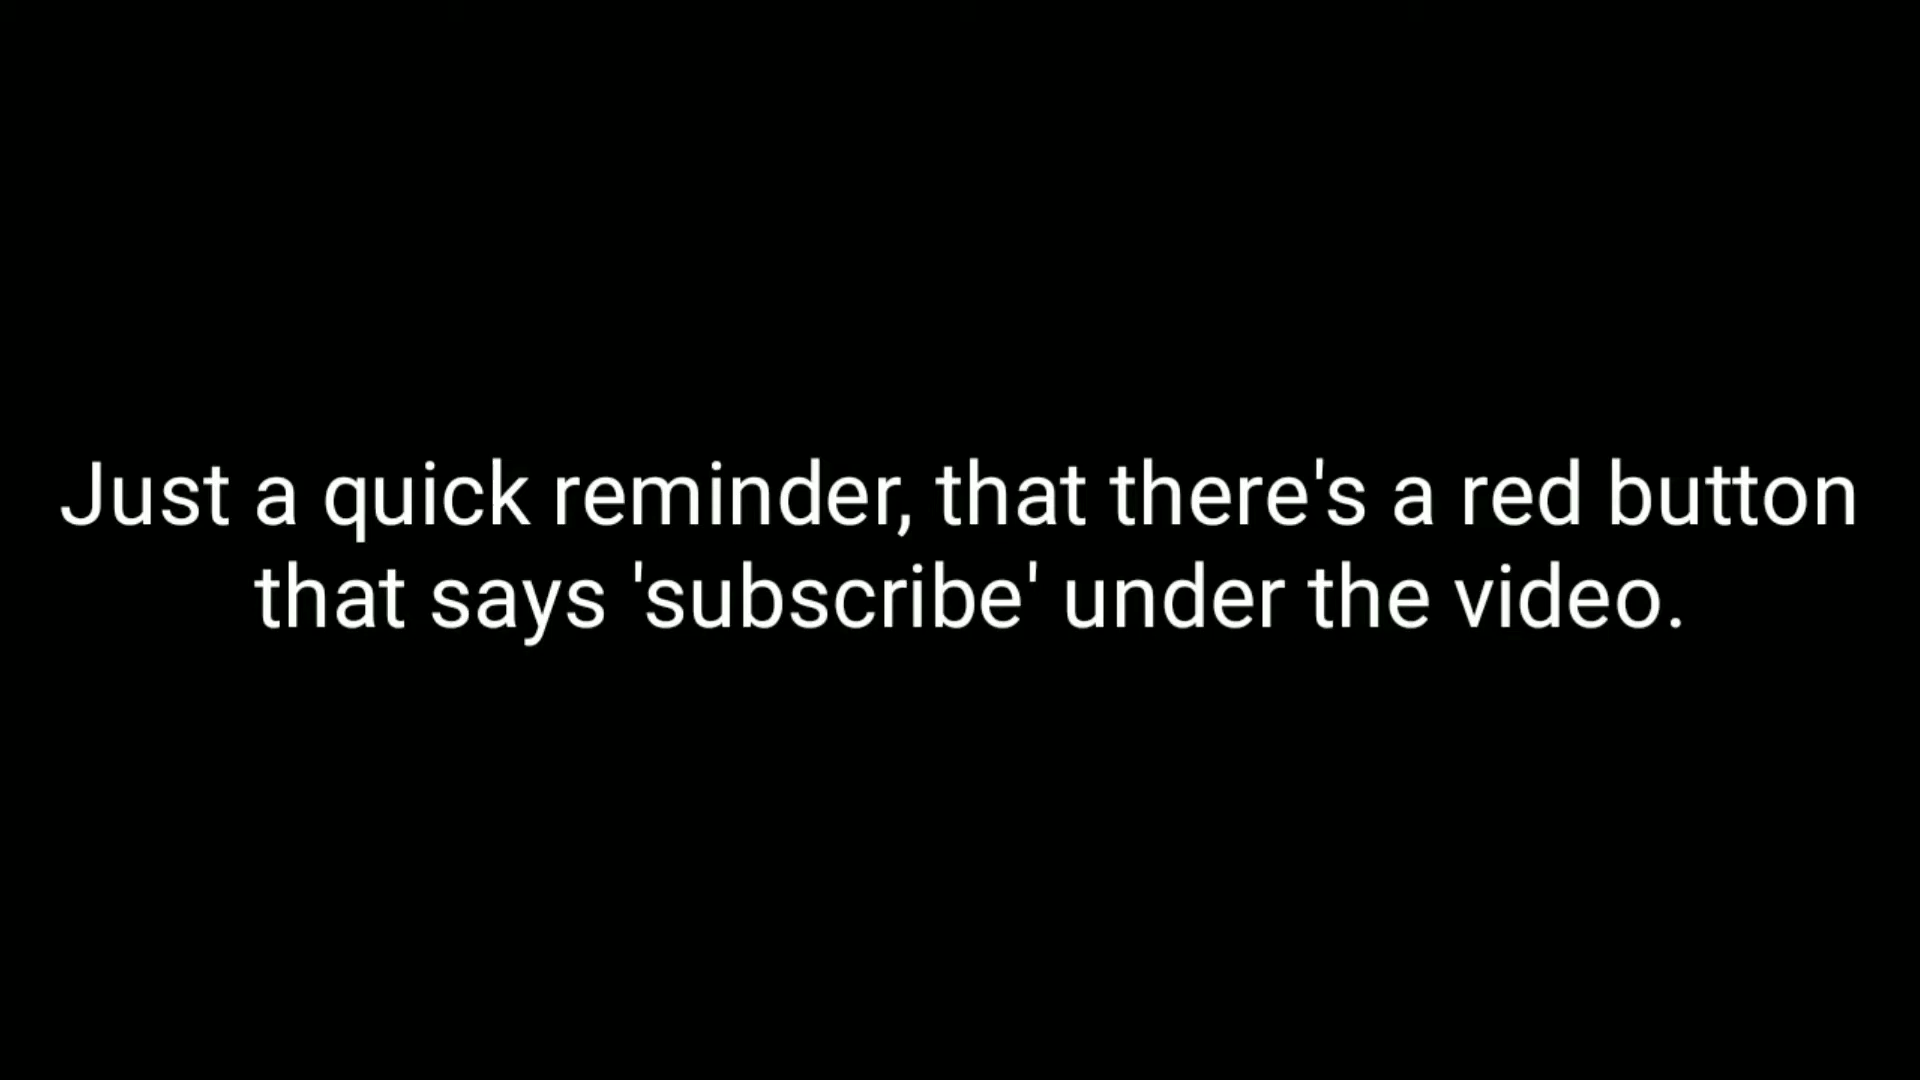 Just a quick reminder, that there's a red button
that says 'subscribe' under the video.